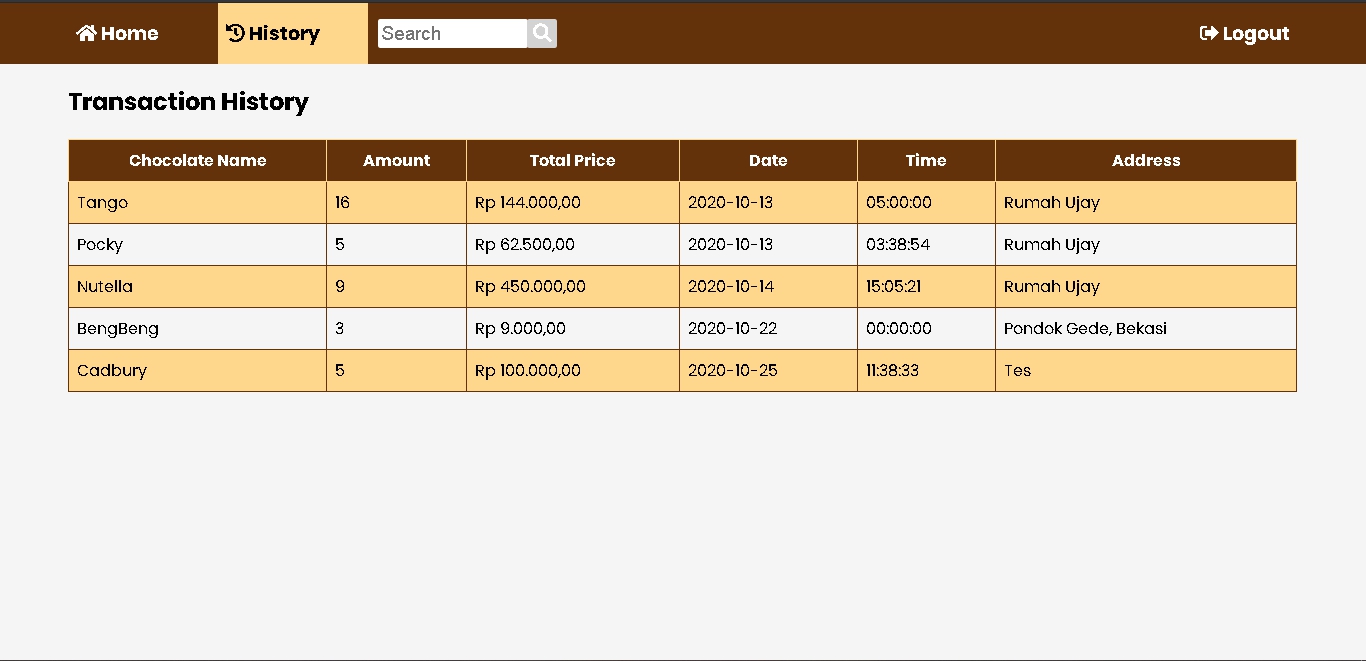 Home History Search Logout
Transaction History
Chocolate Name Amount Total Price Date Time Address
Tango 16 Rp 144.000,00 2020-10-13 05:00:00 Rumah Ujay
Pocky 5 Rp 62.500,00 2020-10-13 03:38:54 Rumah Ujay
Nutella 9 Rp 450.000,00 2020-10-14 15:05:21 Rumah Ujay
BengBeng 3 Rp 9.000,00 2020-10-22 00:00:00 Pondok Gede, Bekasi
Cadbury 5 Rp 100.000,00 2020-10-25 11:38:33 Tes